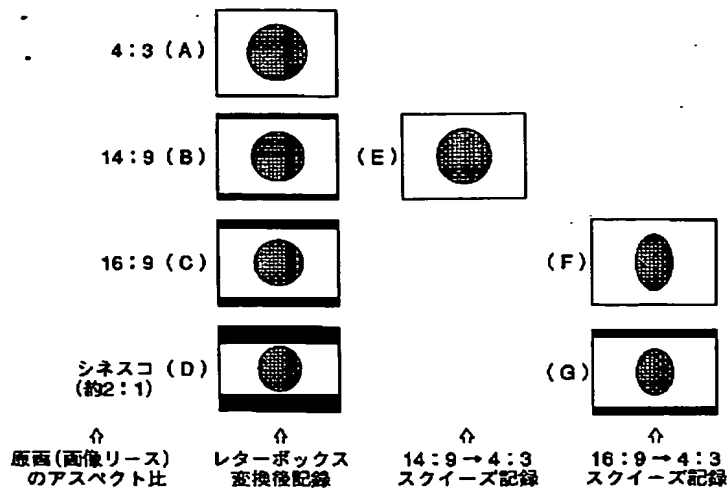 4:3(A)
14:9(B)
(E)
16:9(C)
(F)
シネスコ(D)
(約2:1)
(G)
原画(画像リース)
のアスペクト比
レターボックス
変換後記録
14:9→4:3
スクイーズ記録
16:9→4:3
スクイーズ記録